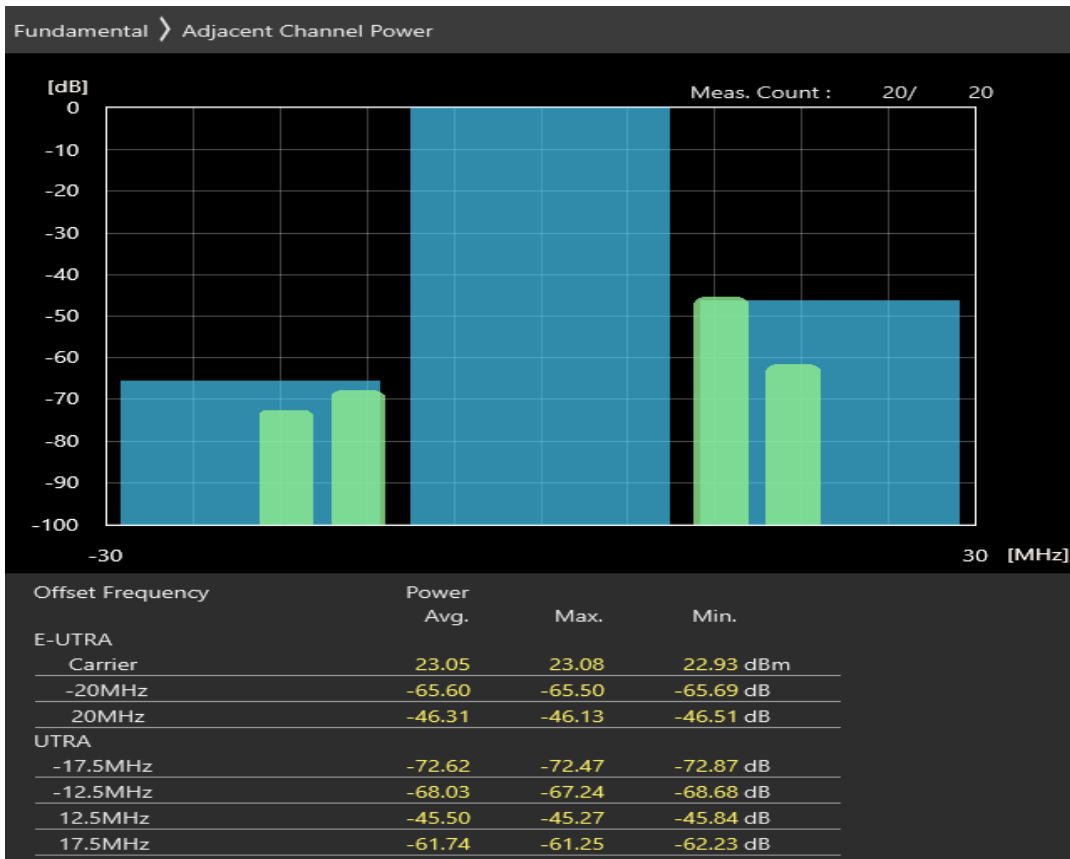 Fundamental 〉 Adjacent Channel Power
[dB]
Meas. Count : 20/ 20
0
-10
-20
-30
-40
-50
-60
-70
-80
-90
-100
-30 30 [MHz]
Offset Frequency Power
Avg. Max. Min.
E-UTRA
Carrier 23.05 23.08 22.93 dBm
-20MHz -65.60 -65.50 -65.69 dB
20MHz -46.31 -46.13 -46.51 dB
UTRA
-17.5MHz -72.62 -72.47 -72.87 dB
-12.5MHz -68.03 -67.24 -68.68 dB
12.5MHz -45.50 -45.27 -45.84 dB
17.5MHz -61.74 -61.25 -62.23 dB